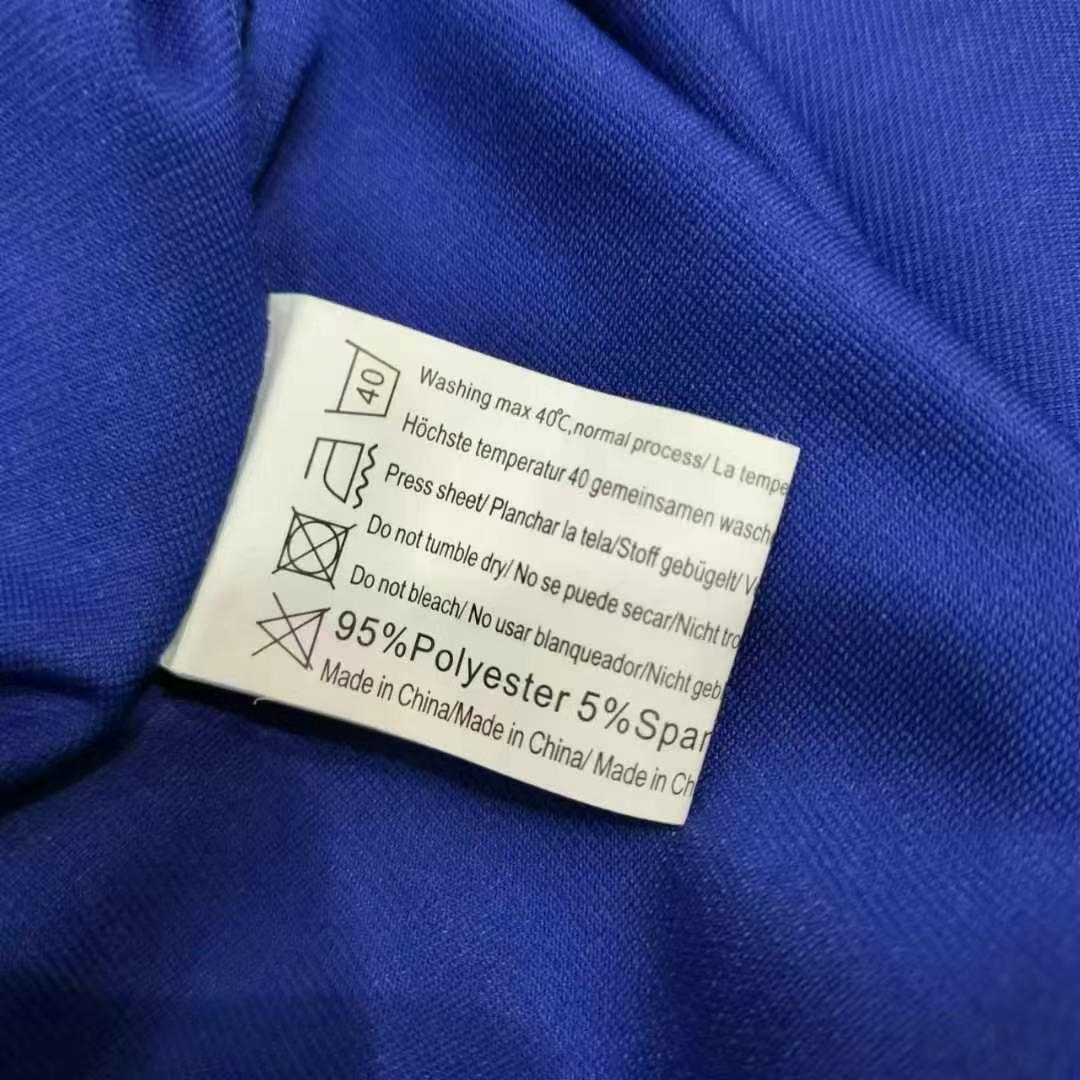 40
Washing max 40℃,normal process/ La tempe
Höchste temperatur 40 gemeinsamen wasch
Press sheet/ Planchar la tela/Stoff gebügelt/ V
Do not tumble dry/ No se puede secar/Nicht tro
Do not bleach/ No usar blanqueador/Nicht geb
95%Polyester 5%Span
Made in China/Made in China/ Made in Ch